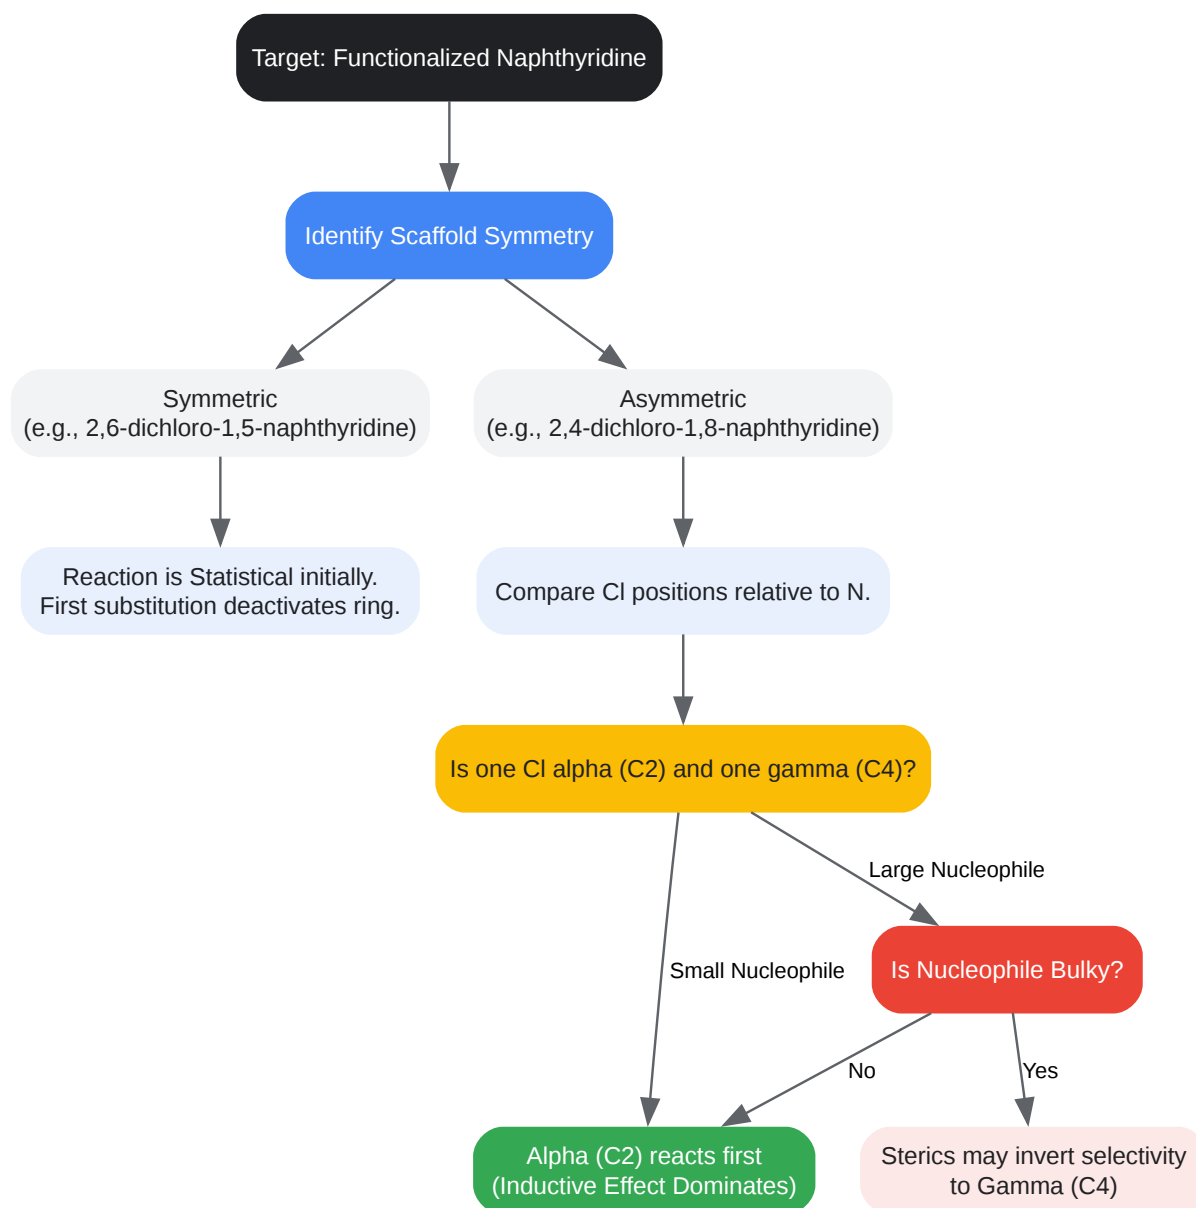 Target: Functionalized Naphthyridine
Identify Scaffold Symmetry
Symmetric
(e.g., 2,6-dichloro-1,5-naphthyridine)
Asymmetric
(e.g., 2,4-dichloro-1,8-naphthyridine)
Reaction is Statistical initially.
First substitution deactivates ring.
Compare Cl positions relative to N.
Is one Cl alpha (C2) and one gamma (C4)?
Large Nucleophile
Small Nucleophile
Is Nucleophile Bulky?
No
Yes
Alpha (C2) reacts first
(Inductive Effect Dominates)
Sterics may invert selectivity
to Gamma (C4)